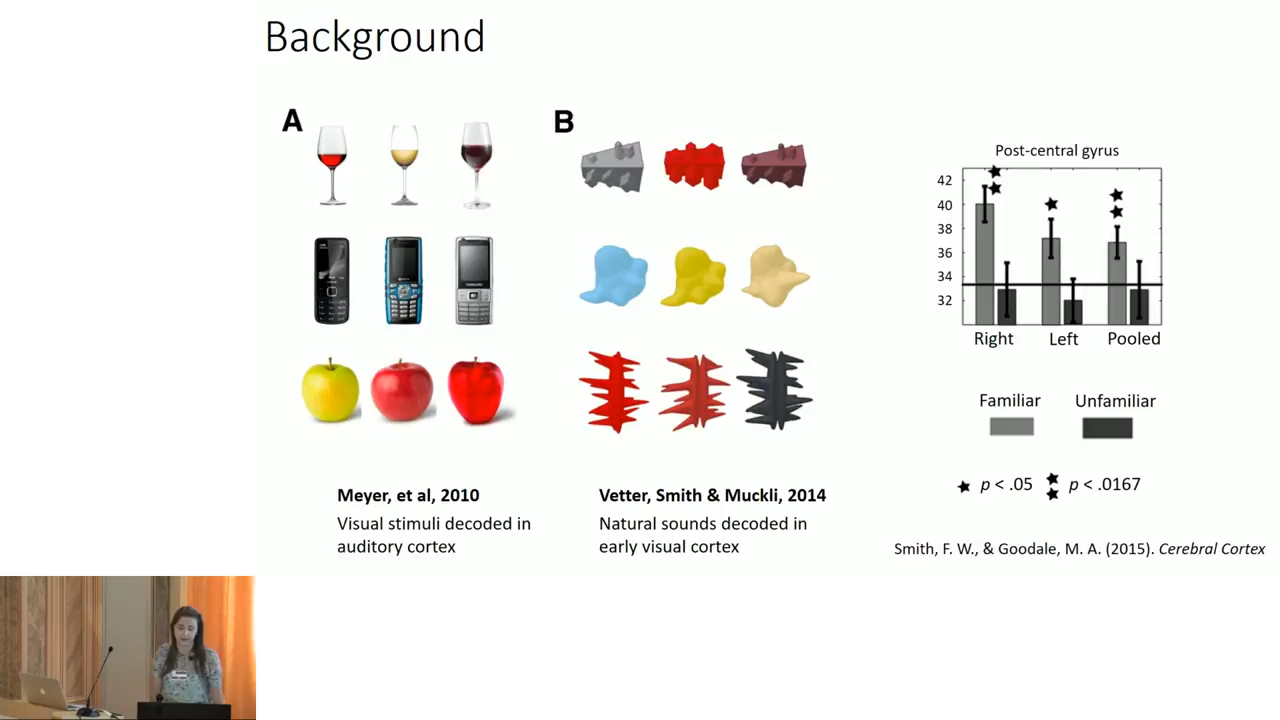 Background
A
B
Post-central gyrus
42
40
38
36
34
32
Right Left Pooled
Familiar Unfamiliar
p < .05 p < .0167
Meyer, et al, 2010
Visual stimuli decoded in
auditory cortex
Vetter, Smith & Muckli, 2014
Natural sounds decoded in
early visual cortex
Smith, F. W., & Goodale, M. A. (2015). Cerebral Cortex